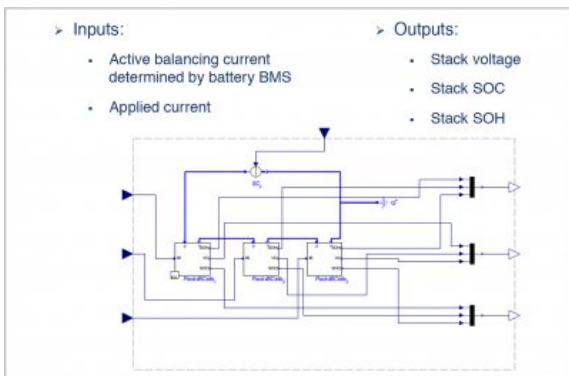 ➢ Inputs:
▪ Active balancing current
determined by battery BMS
▪ Applied current
➢ Outputs:
▪ Stack voltage
▪ Stack SOC
▪ Stack SOH